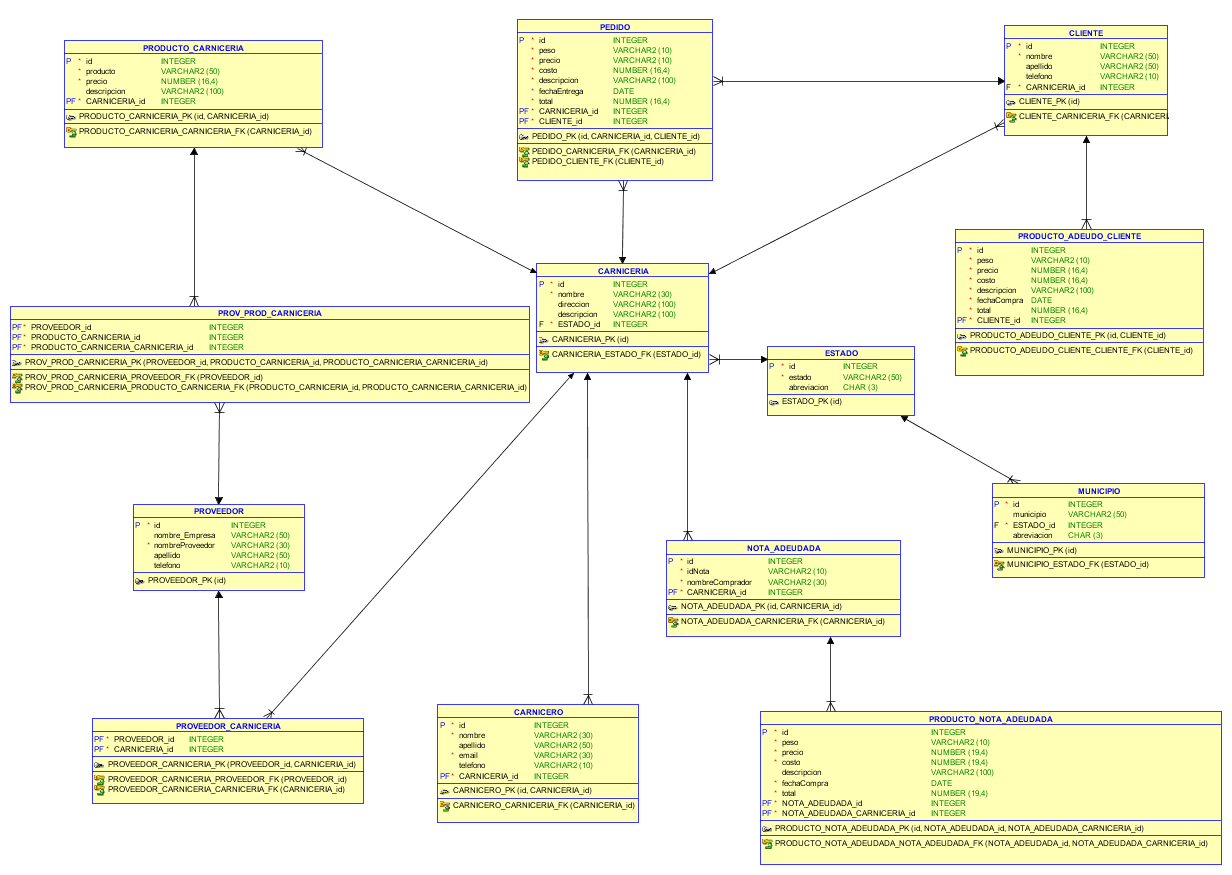 PRODUCTO_CARNICERIA
P * id INTEGER
* producto VARCHAR2 (50)
* precio NUMBER (16,4)
descripcion VARCHAR2 (100)
PF * CARNICERIA_id INTEGER
PRODUCTO_CARNICERIA_PK (id, CARNICERIA_id)
PRODUCTO_CARNICERIA_CARNICERIA_FK (CARNICERIA_id)
PEDIDO
P * id INTEGER
* peso VARCHAR2 (10)
* precio VARCHAR2 (10)
* costo NUMBER (16,4)
* descripcion VARCHAR2 (100)
* fechaEntrega DATE
* total NUMBER (16,4)
PF * CARNICERIA_id INTEGER
PF * CLIENTE_id INTEGER
PEDIDO_PK (id, CARNICERIA_id, CLIENTE_id)
PEDIDO_CARNICERIA_FK (CARNICERIA_id)
PEDIDO_CLIENTE_FK (CLIENTE_id)
CLIENTE
P * id INTEGER
* nombre VARCHAR2 (50)
apellido VARCHAR2 (50)
telefono VARCHAR2 (10)
F * CARNICERIA_id INTEGER
CLIENTE_PK (id)
CLIENTE_CARNICERIA_FK (CARNICER
PRODUCTO_ADEUDO_CLIENTE
P * id INTEGER
* peso VARCHAR2 (10)
* precio NUMBER (16,4)
* costo NUMBER (16,4)
* descripcion VARCHAR2 (100)
* fechaCompra DATE
* total NUMBER (16,4)
PF * CLIENTE_id INTEGER
PRODUCTO_ADEUDO_CLIENTE_PK (id, CLIENTE_id)
PRODUCTO_ADEUDO_CLIENTE_CLIENTE_FK (CLIENTE_id)
CARNICERIA
P * id INTEGER
* nombre VARCHAR2 (30)
direccion VARCHAR2 (100)
descripcion VARCHAR2 (100)
F * ESTADO_id INTEGER
CARNICERIA_PK (id)
CARNICERIA_ESTADO_FK (ESTADO_id)
PROV_PROD_CARNICERIA
PF * PROVEEDOR_id INTEGER
PF * PRODUCTO_CARNICERIA_id INTEGER
PF * PRODUCTO_CARNICERIA_CARNICERIA_id INTEGER
PROV_PROD_CARNICERIA_PK (PROVEEDOR_id, PRODUCTO_CARNICERIA_id, PRODUCTO_CARNICERIA_CARNICERIA_id)
PROV_PROD_CARNICERIA_PROVEEDOR_FK (PROVEEDOR_id)
PROV_PROD_CARNICERIA_PRODUCTO_CARNICERIA_FK (PRODUCTO_CARNICERIA_id, PRODUCTO_CARNICERIA_CARNICERIA_id)
ESTADO
P * id INTEGER
* estado VARCHAR2 (50)
abreviacion CHAR (3)
ESTADO_PK (id)
MUNICIPIO
P * id INTEGER
municipio VARCHAR2 (50)
F * ESTADO_id INTEGER
abreviacion CHAR (3)
MUNICIPIO_PK (id)
MUNICIPIO_ESTADO_FK (ESTADO_id)
PROVEEDOR
P * id INTEGER
nombre_Empresa VARCHAR2 (50)
* nombreProveedor VARCHAR2 (30)
apellido VARCHAR2 (50)
telefono VARCHAR2 (10)
PROVEEDOR_PK (id)
NOTA_ADEUDADA
P * id INTEGER
* idNota VARCHAR2 (10)
* nombreComprador VARCHAR2 (30)
PF * CARNICERIA_id INTEGER
NOTA_ADEUDADA_PK (id, CARNICERIA_id)
NOTA_ADEUDADA_CARNICERIA_FK (CARNICERIA_id)
PROVEEDOR_CARNICERIA
PF * PROVEEDOR_id INTEGER
PF * CARNICERIA_id INTEGER
PROVEEDOR_CARNICERIA_PK (PROVEEDOR_id, CARNICERIA_id)
PROVEEDOR_CARNICERIA_PROVEEDOR_FK (PROVEEDOR_id)
PROVEEDOR_CARNICERIA_CARNICERIA_FK (CARNICERIA_id)
CARNICERO
P * id INTEGER
* nombre VARCHAR2 (30)
apellido VARCHAR2 (50)
* email VARCHAR2 (30)
telefono VARCHAR2 (10)
PF * CARNICERIA_id INTEGER
CARNICERO_PK (id, CARNICERIA_id)
CARNICERO_CARNICERIA_FK (CARNICERIA_id)
PRODUCTO_NOTA_ADEUDADA
P * id INTEGER
* peso VARCHAR2 (10)
* precio NUMBER (19,4)
* costo NUMBER (19,4)
descripcion VARCHAR2 (100)
* fechaCompra DATE
* total NUMBER (19,4)
PF * NOTA_ADEUDADA_id INTEGER
PF * NOTA_ADEUDADA_CARNICERIA_id INTEGER
PRODUCTO_NOTA_ADEUDADA_PK (id, NOTA_ADEUDADA_id, NOTA_ADEUDADA_CARNICERIA_id)
PRODUCTO_NOTA_ADEUDADA_NOTA_ADEUDADA_FK (NOTA_ADEUDADA_id, NOTA_ADEUDADA_CARNICERIA_id)